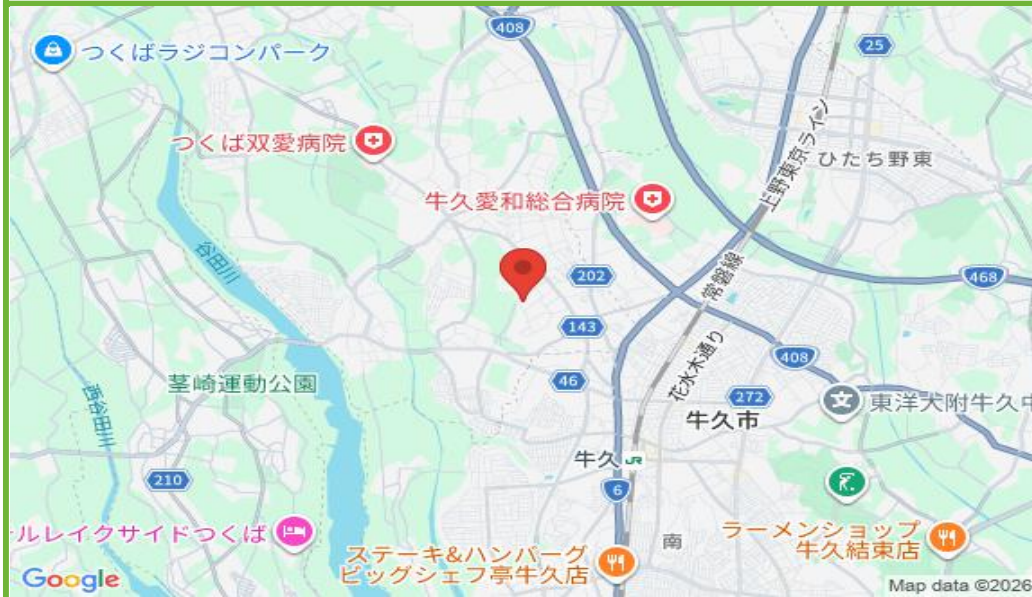 408
25
つくばラジコンパーク
つくば双愛病院
上野東京ライン
ひたち野東
牛久愛和総合病院
谷田川
202
常磐線
468
143
花水木通り
408
茎崎運動公園
46
272
東洋大附牛久中
西谷田川
牛久市
牛久 JR
210
6
ルレイクサイドつくば
南
ラーメンショップ
牛久結束店
ステーキ&ハンバーグ
ビッグシェフ亭牛久店
Google
Map data ©2026